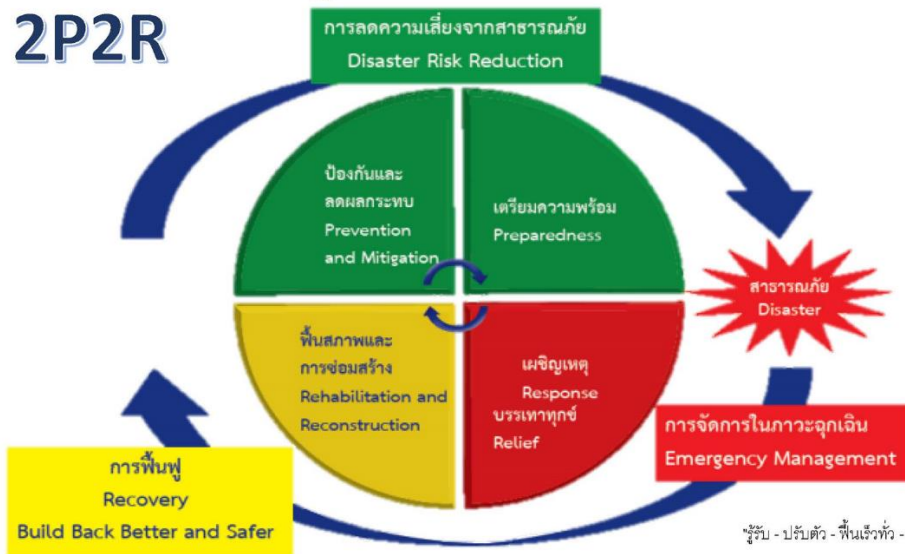 2P2R
การลดความเสี่ยงจากสาธารณภัย
Disaster Risk Reduction
ป้องกันและ
ลดผลกระทบ
Prevention
and Mitigation
เตรียมความพร้อม
Preparedness
สาธารณภัย
Disaster
ฟื้นสภาพและ
การซ่อมสร้าง
Rehabilitation and
Reconstruction
เผชิญเหตุ
Response
บรรเทาทุกข์
Relief
การจัดการในภาวะฉุกเฉิน
Emergency Management
การฟื้นฟู
Recovery
Build Back Better and Safer
"รู้รับ - ปรับตัว - ฟื้นเร็วทั่ว -